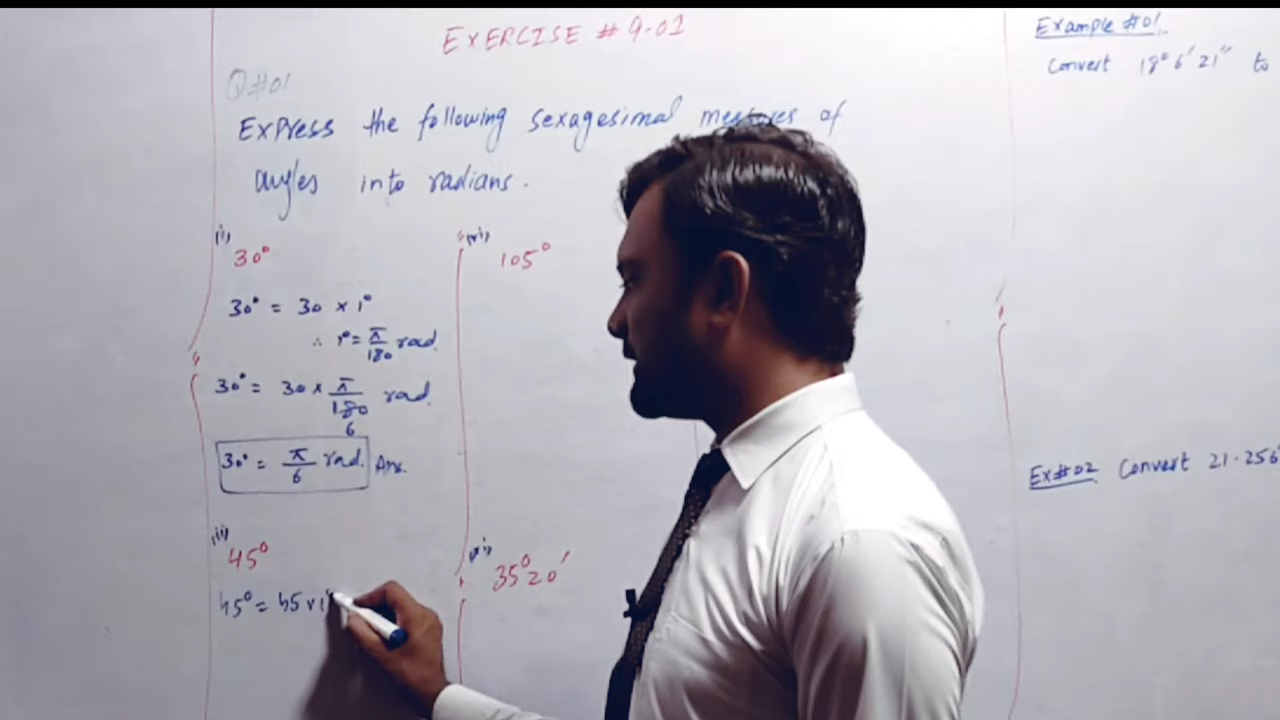 EXERCISE # 9.01
Q#01
Express the following sexagesimal measures of
angles into radians.
(i)
30°
30° = 30 × 1°
∴ 1° = π/180 rad.
30° = 30 × π/180 rad.
6
30° = π/6 rad. Ans.
(ii)
45°
45° = 45 × 1°
105°
35° 20′
Example #01
Convert 18° 6′ 21″ to
Ex#02 Convert 21.256